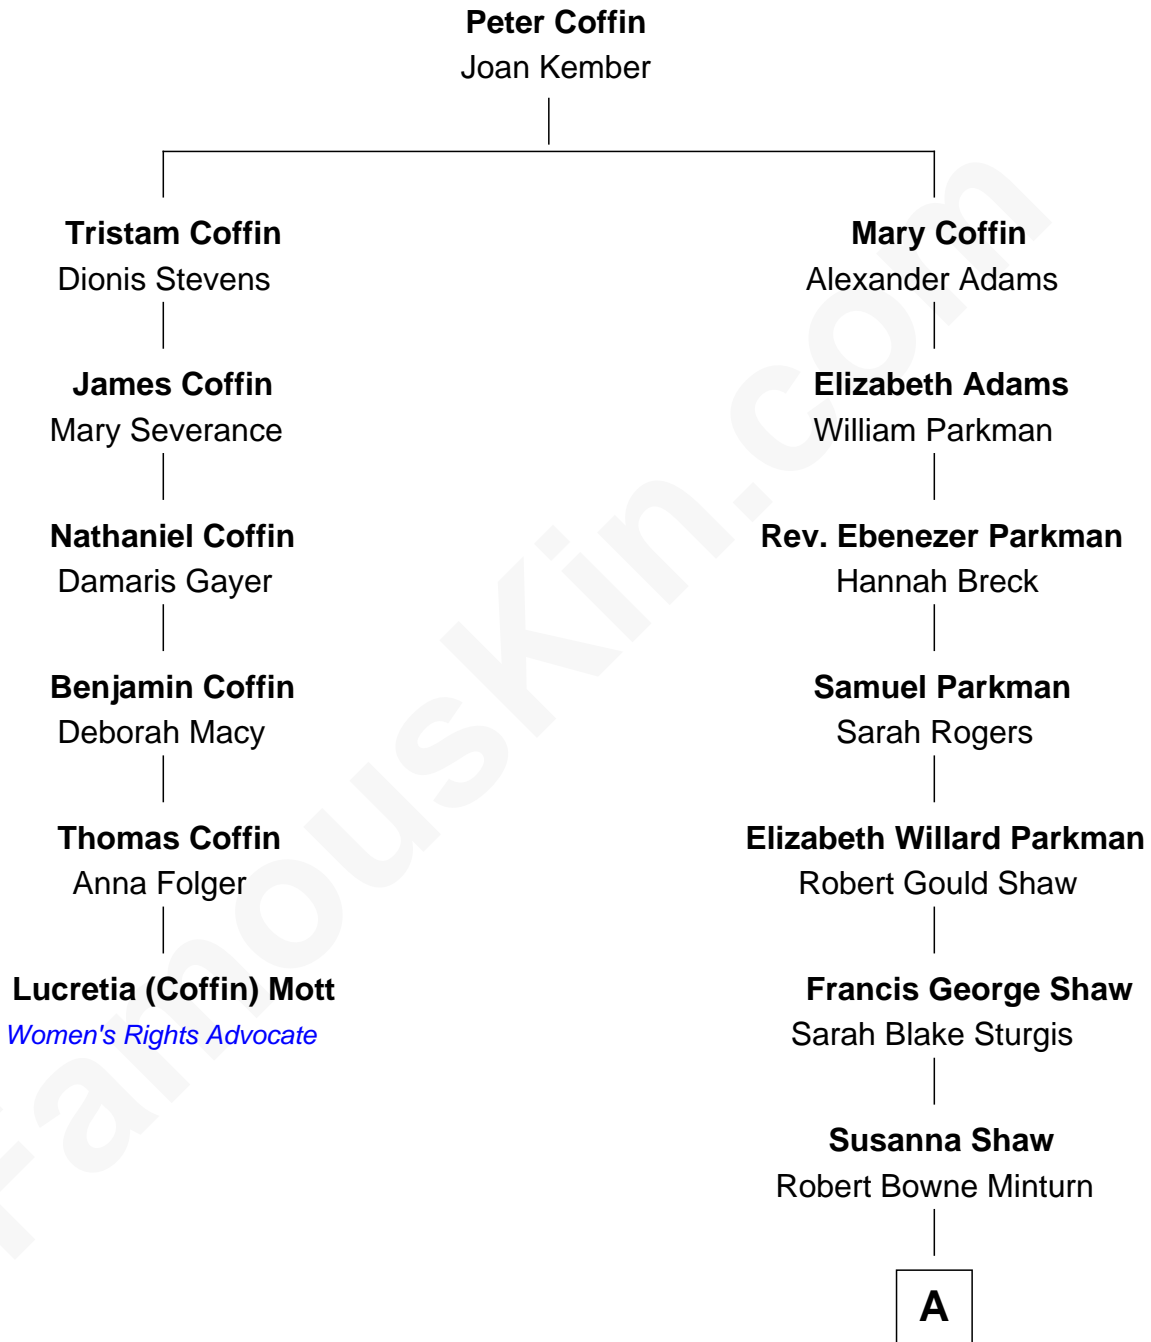 Peter Coffin
Joan Kember
Tristam Coffin
Dionis Stevens
Mary Coffin
Alexander Adams
James Coffin
Mary Severance
Elizabeth Adams
William Parkman
Nathaniel Coffin
Damaris Gayer
Rev. Ebenezer Parkman
Hannah Breck
Benjamin Coffin
Deborah Macy
Samuel Parkman
Sarah Rogers
Thomas Coffin
Anna Folger
Elizabeth Willard Parkman
Robert Gould Shaw
Lucretia (Coffin) Mott
Women's Rights Advocate
Francis George Shaw
Sarah Blake Sturgis
Susanna Shaw
Robert Bowne Minturn
A
FamousKin.com